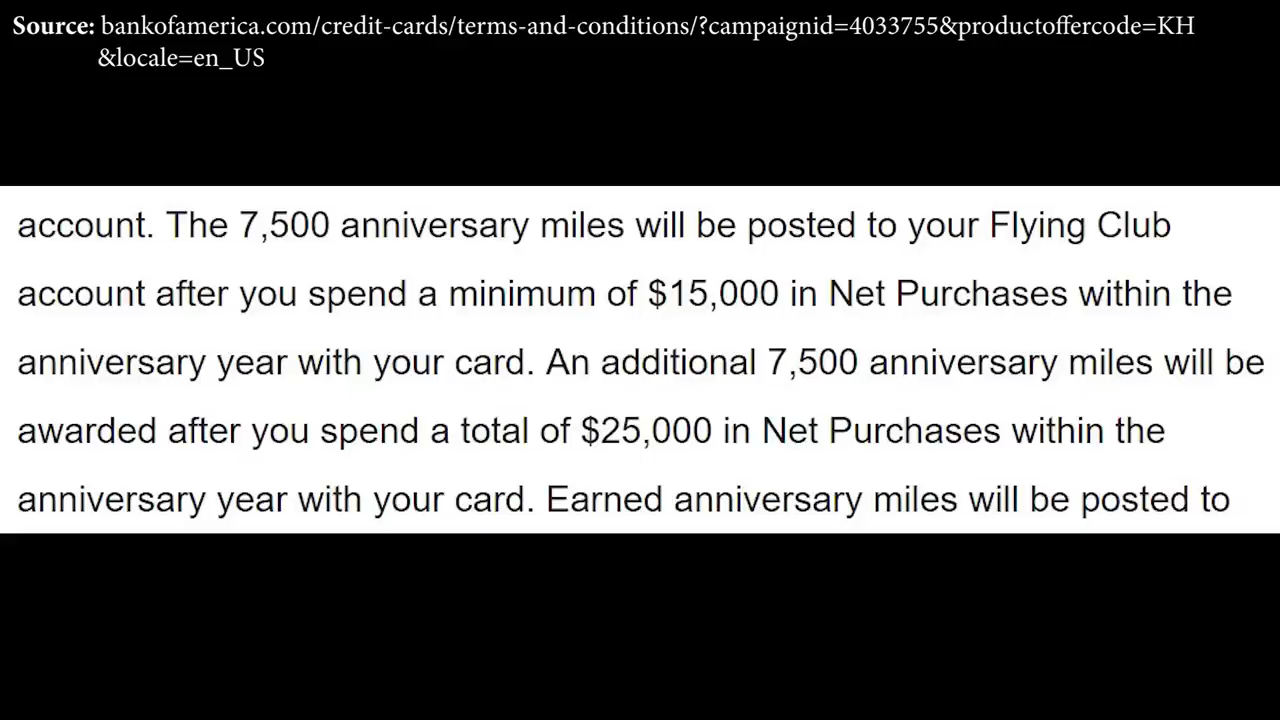 Source: bankofamerica.com/credit-cards/terms-and-conditions/?campaignid=4033755&productoffercode=KH
&locale=en_US
account. The 7,500 anniversary miles will be posted to your Flying Club
account after you spend a minimum of $15,000 in Net Purchases within the
anniversary year with your card. An additional 7,500 anniversary miles will be
awarded after you spend a total of $25,000 in Net Purchases within the
anniversary year with your card. Earned anniversary miles will be posted to